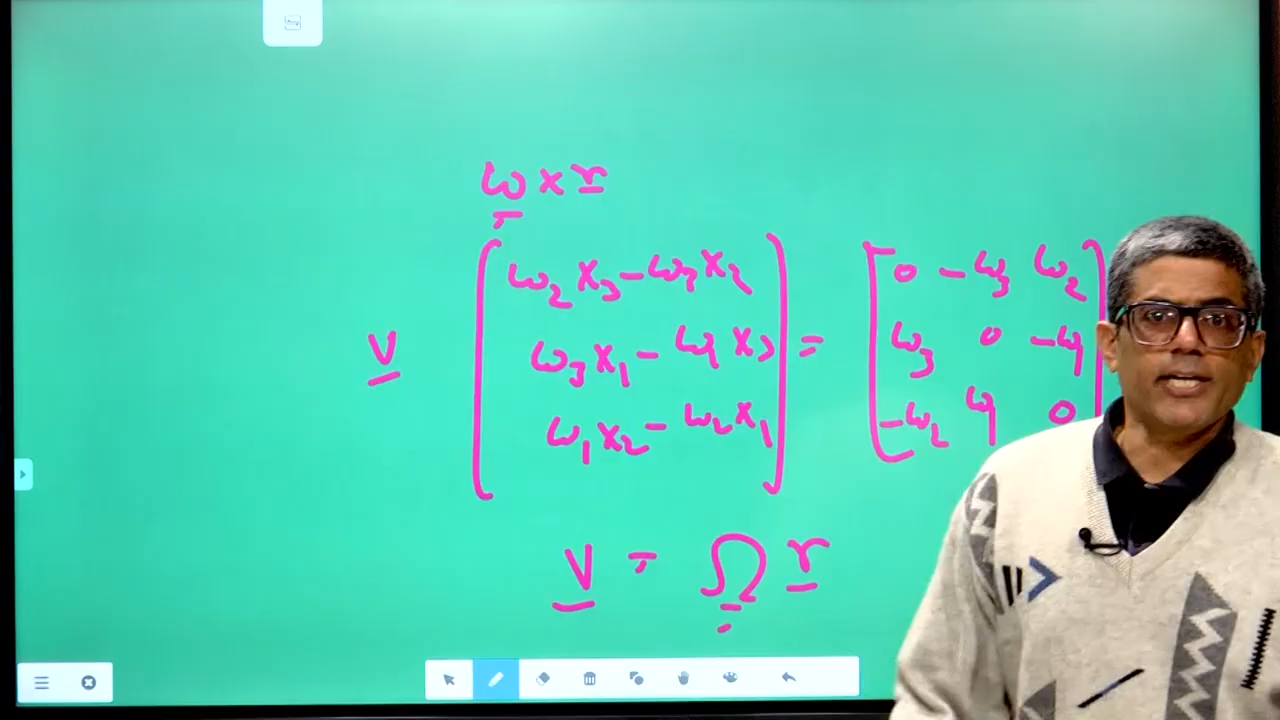 ω × r
v [ω₂x₃ − ω₃x₂ = [0 −ω₃ ω₂
ω₃x₁ − ω₁x₃ ω₃ 0 −ω₁
ω₁x₂ − ω₂x₁] −ω₂ ω₁ 0]
v = Ω r